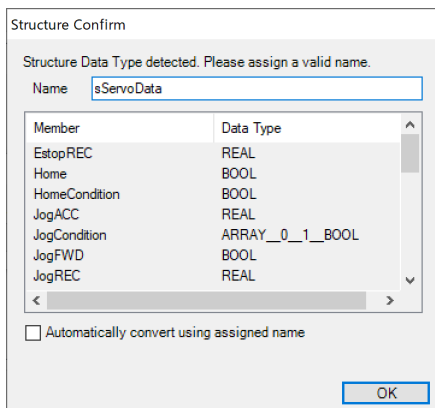 Structure Confirm
Structure Data Type detected. Please assign a valid name.
Name sServoData
Member Data Type
EstopREC REAL
Home BOOL
HomeCondition BOOL
JogACC REAL
JogCondition ARRAY__0__1__BOOL
JogFWD BOOL
JogREC REAL
Automatically convert using assigned name
OK